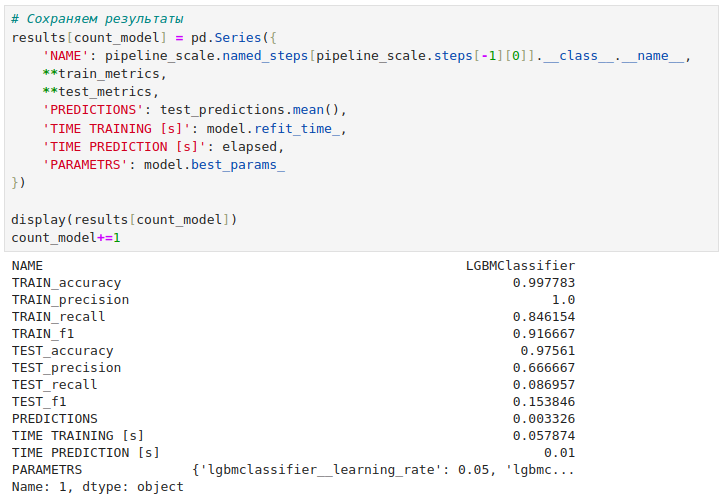 # Сохраняем результаты
results[count_model] = pd.Series({
    'NAME': pipeline_scale.named_steps[pipeline_scale.steps[-1][0]].__class__.__name__,
    **train_metrics,
    **test_metrics,
    'PREDICTIONS': test_predictions.mean(),
    'TIME TRAINING [s]': model.refit_time_,
    'TIME PREDICTION [s]': elapsed,
    'PARAMETRS': model.best_params_
})

display(results[count_model])
count_model+=1
NAME LGBMClassifier
TRAIN_accuracy 0.997783
TRAIN_precision 1.0
TRAIN_recall 0.846154
TRAIN_f1 0.916667
TEST_accuracy 0.97561
TEST_precision 0.666667
TEST_recall 0.086957
TEST_f1 0.153846
PREDICTIONS 0.003326
TIME TRAINING [s] 0.057874
TIME PREDICTION [s] 0.01
PARAMETRS {'lgbmclassifier__learning_rate': 0.05, 'lgbmc...
Name: 1, dtype: object